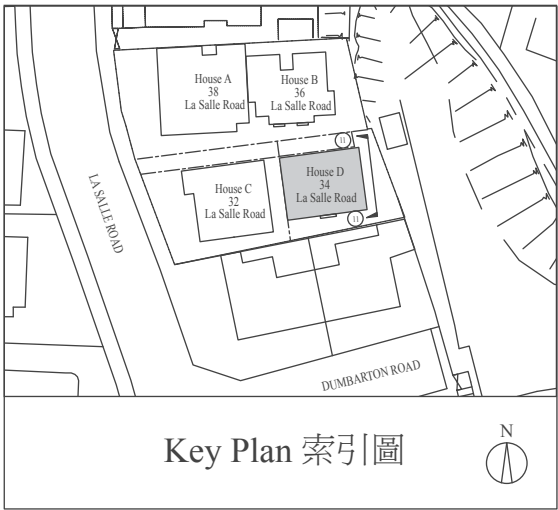 House A
38
La Salle Road
House B
36
La Salle Road
11
House D
34
La Salle Road
House C
32
La Salle Road
11
LA SALLE ROAD
DUMBARTON ROAD
Key Plan 索引圖
N